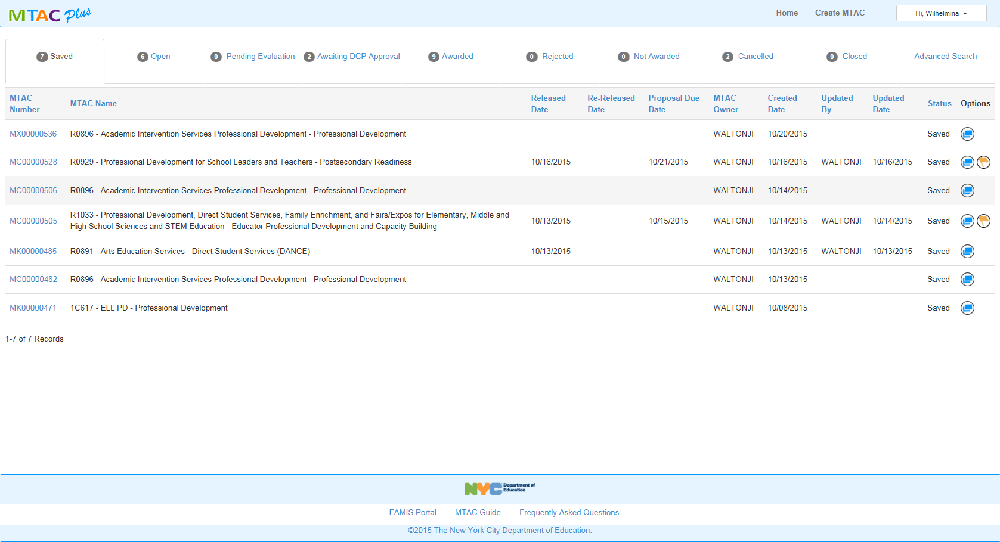 MTAC Plus
Home Create MTAC Hi, Wilhelmina
7 Saved 6 Open 0 Pending Evaluation 2 Awaiting DCP Approval 9 Awarded 0 Rejected 0 Not Awarded 2 Cancelled 0 Closed Advanced Search
MTAC Number MTAC Name Released Date Re-Released Date Proposal Due Date MTAC Owner Created Date Updated By Updated Date Status Options
MX00000536 R0896 - Academic Intervention Services Professional Development - Professional Development WALTONJI 10/20/2015 Saved
MC00000528 R0929 - Professional Development for School Leaders and Teachers - Postsecondary Readiness 10/16/2015 10/21/2015 WALTONJI 10/16/2015 WALTONJI 10/16/2015 Saved
MC00000506 R0896 - Academic Intervention Services Professional Development - Professional Development WALTONJI 10/14/2015 Saved
MC00000505 R1033 - Professional Development, Direct Student Services, Family Enrichment, and Fairs/Expos for Elementary, Middle and
High School Sciences and STEM Education - Educator Professional Development and Capacity Building 10/13/2015 10/15/2015 WALTONJI 10/14/2015 WALTONJI 10/14/2015 Saved
MK00000485 R0891 - Arts Education Services - Direct Student Services (DANCE) 10/13/2015 WALTONJI 10/13/2015 WALTONJI 10/13/2015 Saved
MC00000482 R0896 - Academic Intervention Services Professional Development - Professional Development WALTONJI 10/13/2015 Saved
MK00000471 1C617 - ELL PD - Professional Development WALTONJI 10/08/2015 Saved
1-7 of 7 Records
NYC Department of
Education
FAMIS Portal MTAC Guide Frequently Asked Questions
©2015 The New York City Department of Education.